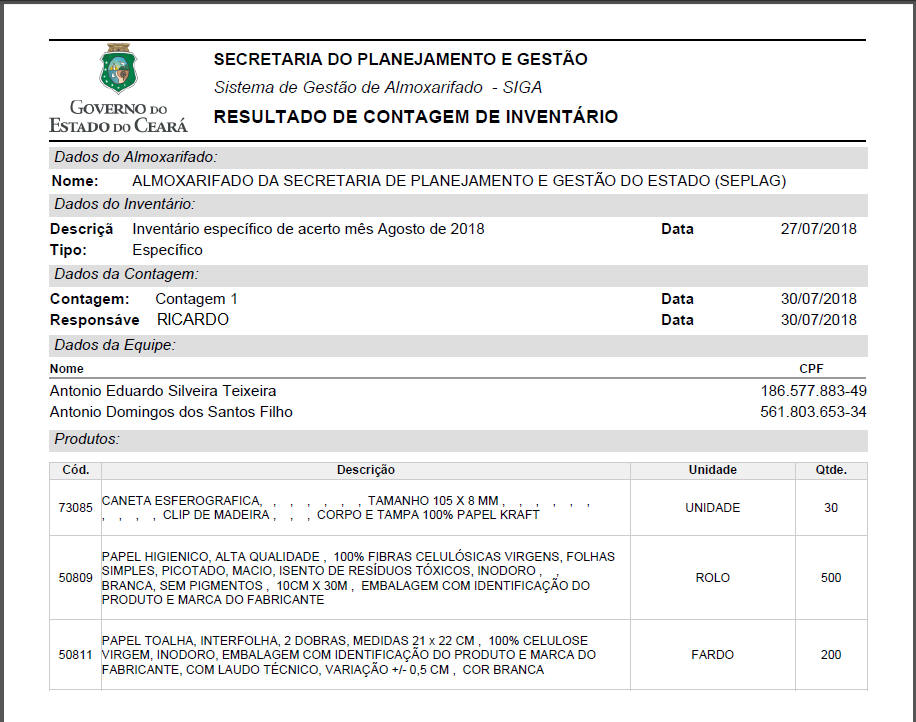 GOVERNO DO
ESTADO DO CEARÁ
SECRETARIA DO PLANEJAMENTO E GESTÃO
Sistema de Gestão de Almoxarifado - SIGA
RESULTADO DE CONTAGEM DE INVENTÁRIO
Dados do Almoxarifado:
Nome: ALMOXARIFADO DA SECRETARIA DE PLANEJAMENTO E GESTÃO DO ESTADO (SEPLAG)
Dados do Inventário:
Descriçã Inventário específico de acerto mês Agosto de 2018 Data 27/07/2018
Tipo: Específico
Dados da Contagem:
Contagem: Contagem 1 Data 30/07/2018
Responsáve RICARDO Data 30/07/2018
Dados da Equipe:
Nome CPF
Antonio Eduardo Silveira Teixeira 186.577.883-49
Antonio Domingos dos Santos Filho 561.803.653-34
Produtos:
Cód. Descrição Unidade Qtde.
73085 CANETA ESFEROGRAFICA, , , , , , , TAMANHO 105 X 8 MM , , , , , ,
, , , , CLIP DE MADEIRA , , , CORPO E TAMPA 100% PAPEL KRAFT UNIDADE 30
50809 PAPEL HIGIENICO, ALTA QUALIDADE , 100% FIBRAS CELULÓSICAS VIRGENS, FOLHAS
SIMPLES, PICOTADO, MACIO, ISENTO DE RESÍDUOS TÓXICOS, INODORO , ,
BRANCA, SEM PIGMENTOS , 10CM X 30M , EMBALAGEM COM IDENTIFICAÇÃO DO
PRODUTO E MARCA DO FABRICANTE ROLO 500
50811 PAPEL TOALHA, INTERFOLHA, 2 DOBRAS, MEDIDAS 21 x 22 CM , 100% CELULOSE
VIRGEM, INODORO, EMBALAGEM COM IDENTIFICAÇÃO DO PRODUTO E MARCA DO
FABRICANTE, COM LAUDO TÉCNICO, VARIAÇÃO +/- 0,5 CM , COR BRANCA FARDO 200